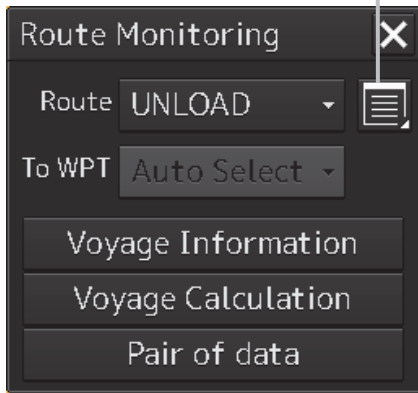 Route Monitoring
Route UNLOAD
To WPT Auto Select
Voyage Information
Voyage Calculation
Pair of data